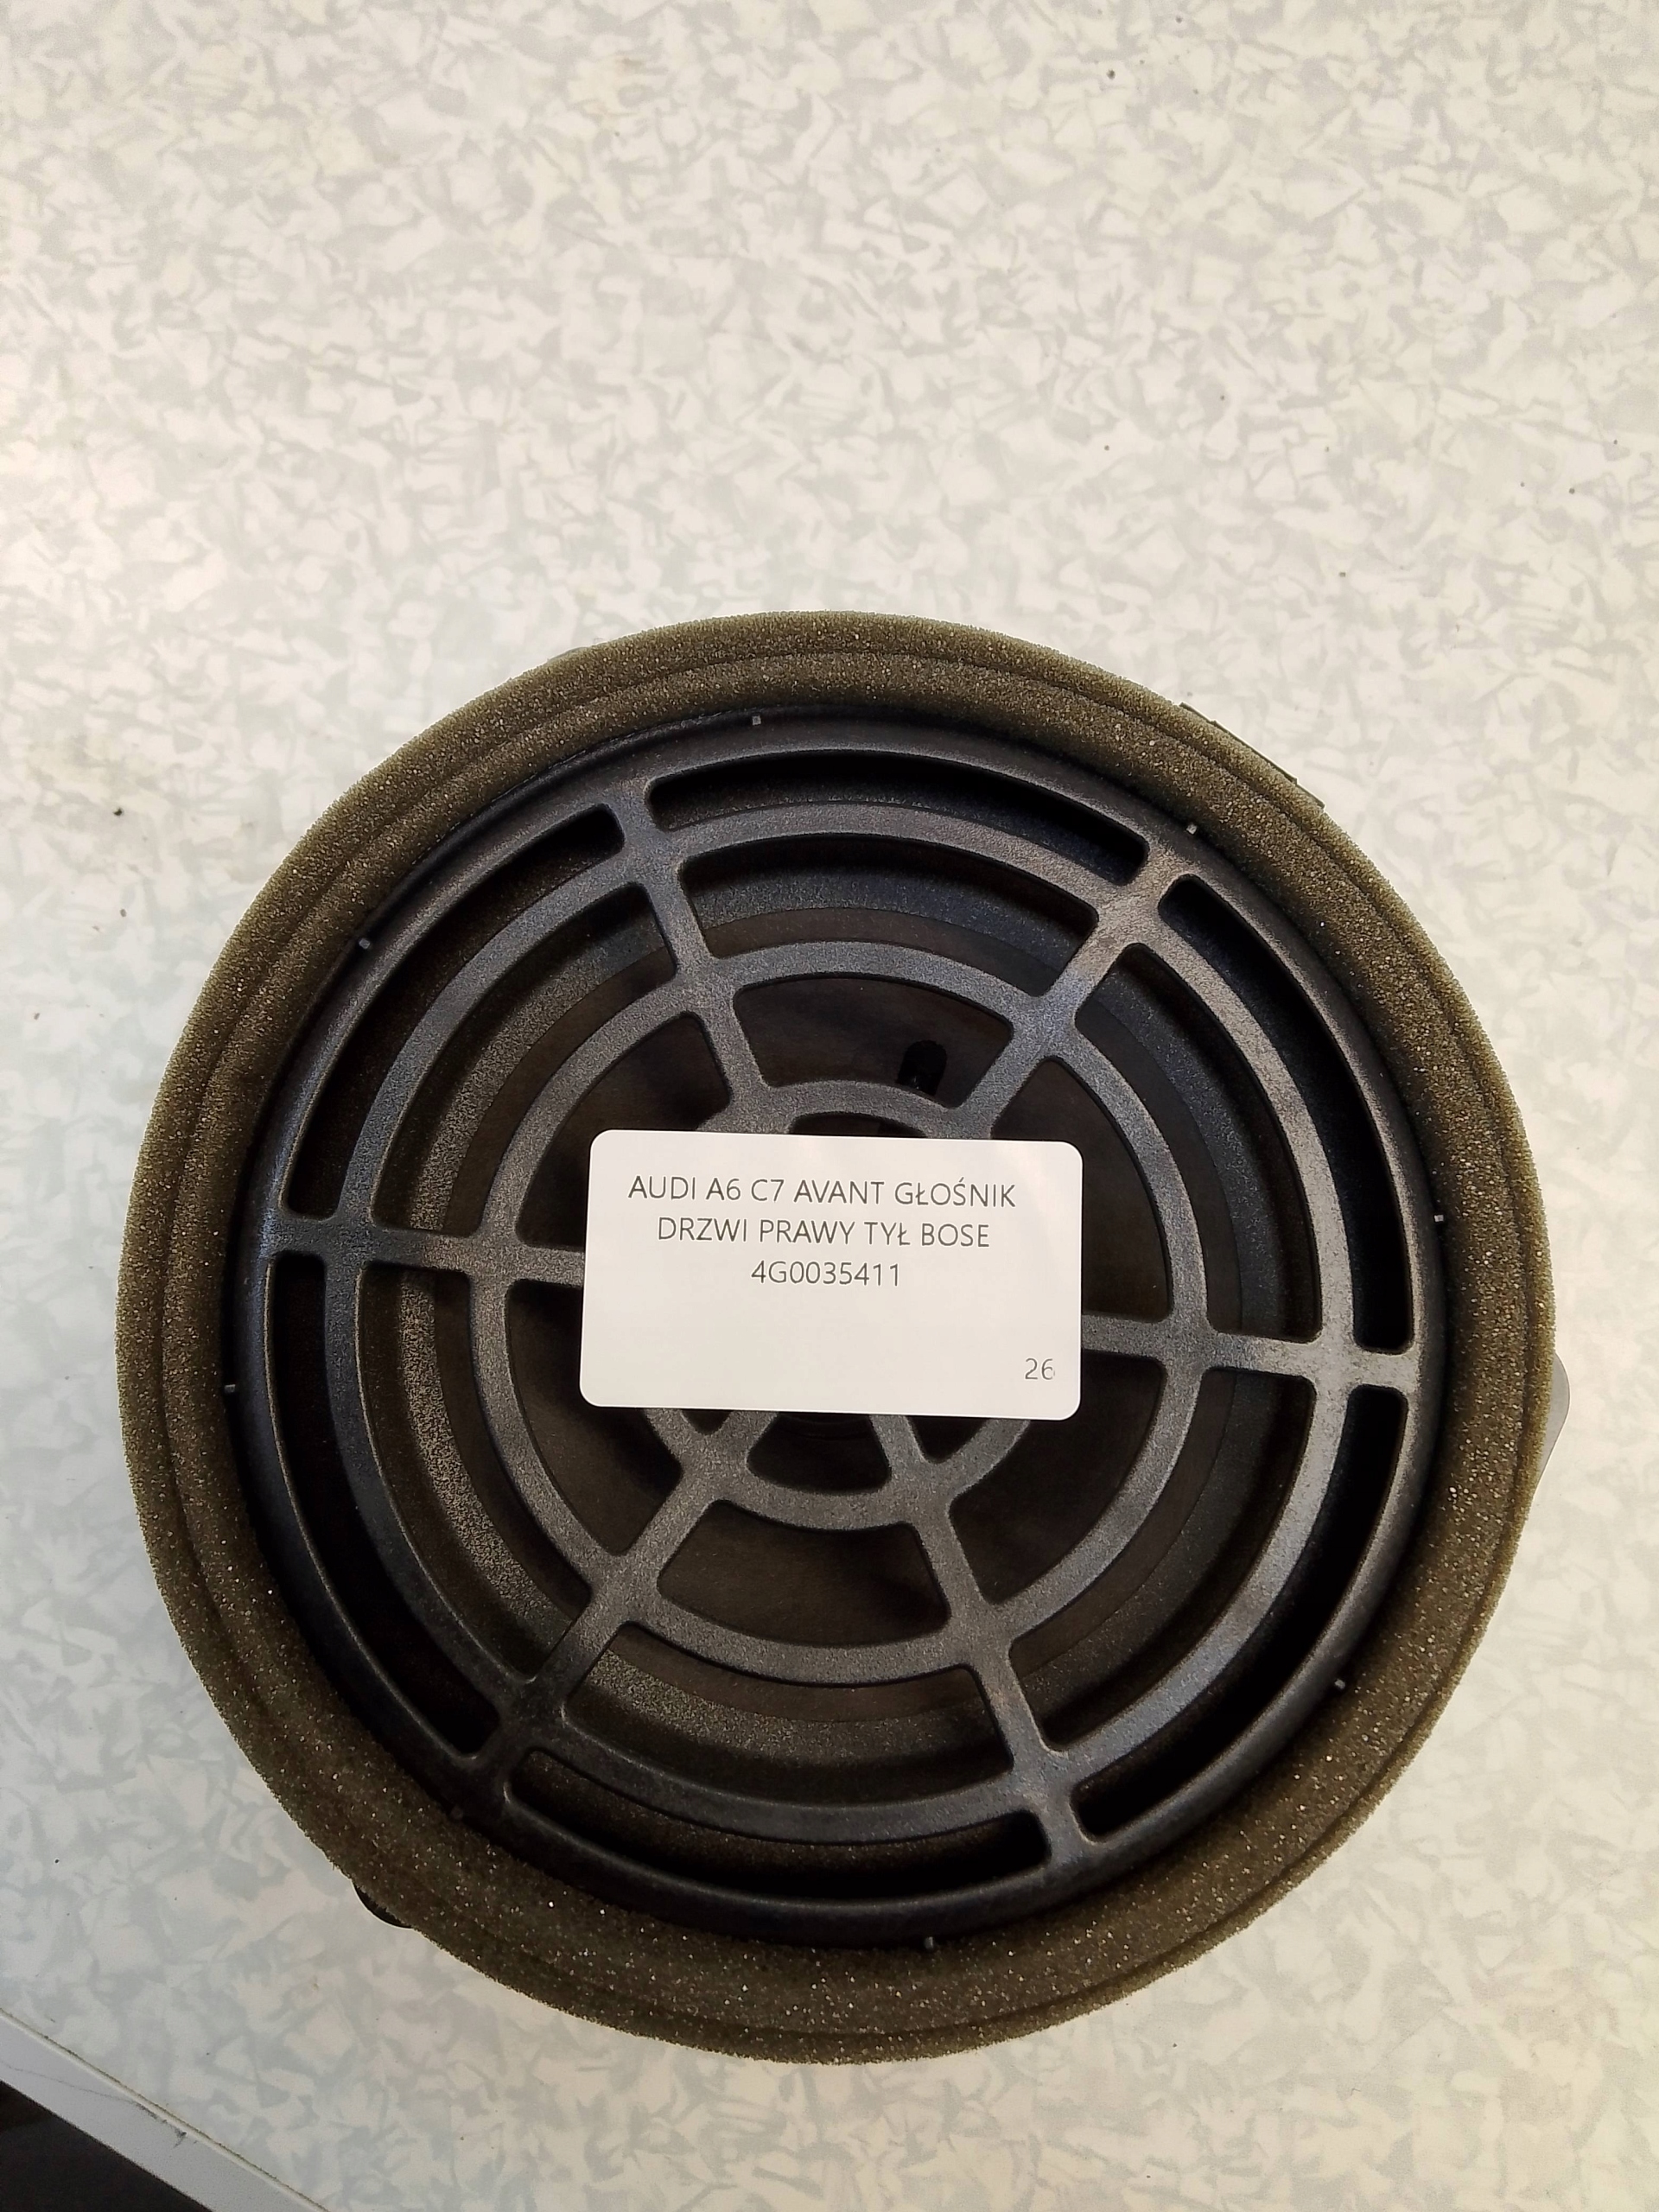 AUDI A6 C7 AVANT GŁOŚNIK
DRZWI PRAWY TYŁ BOSE
4G0035411
26